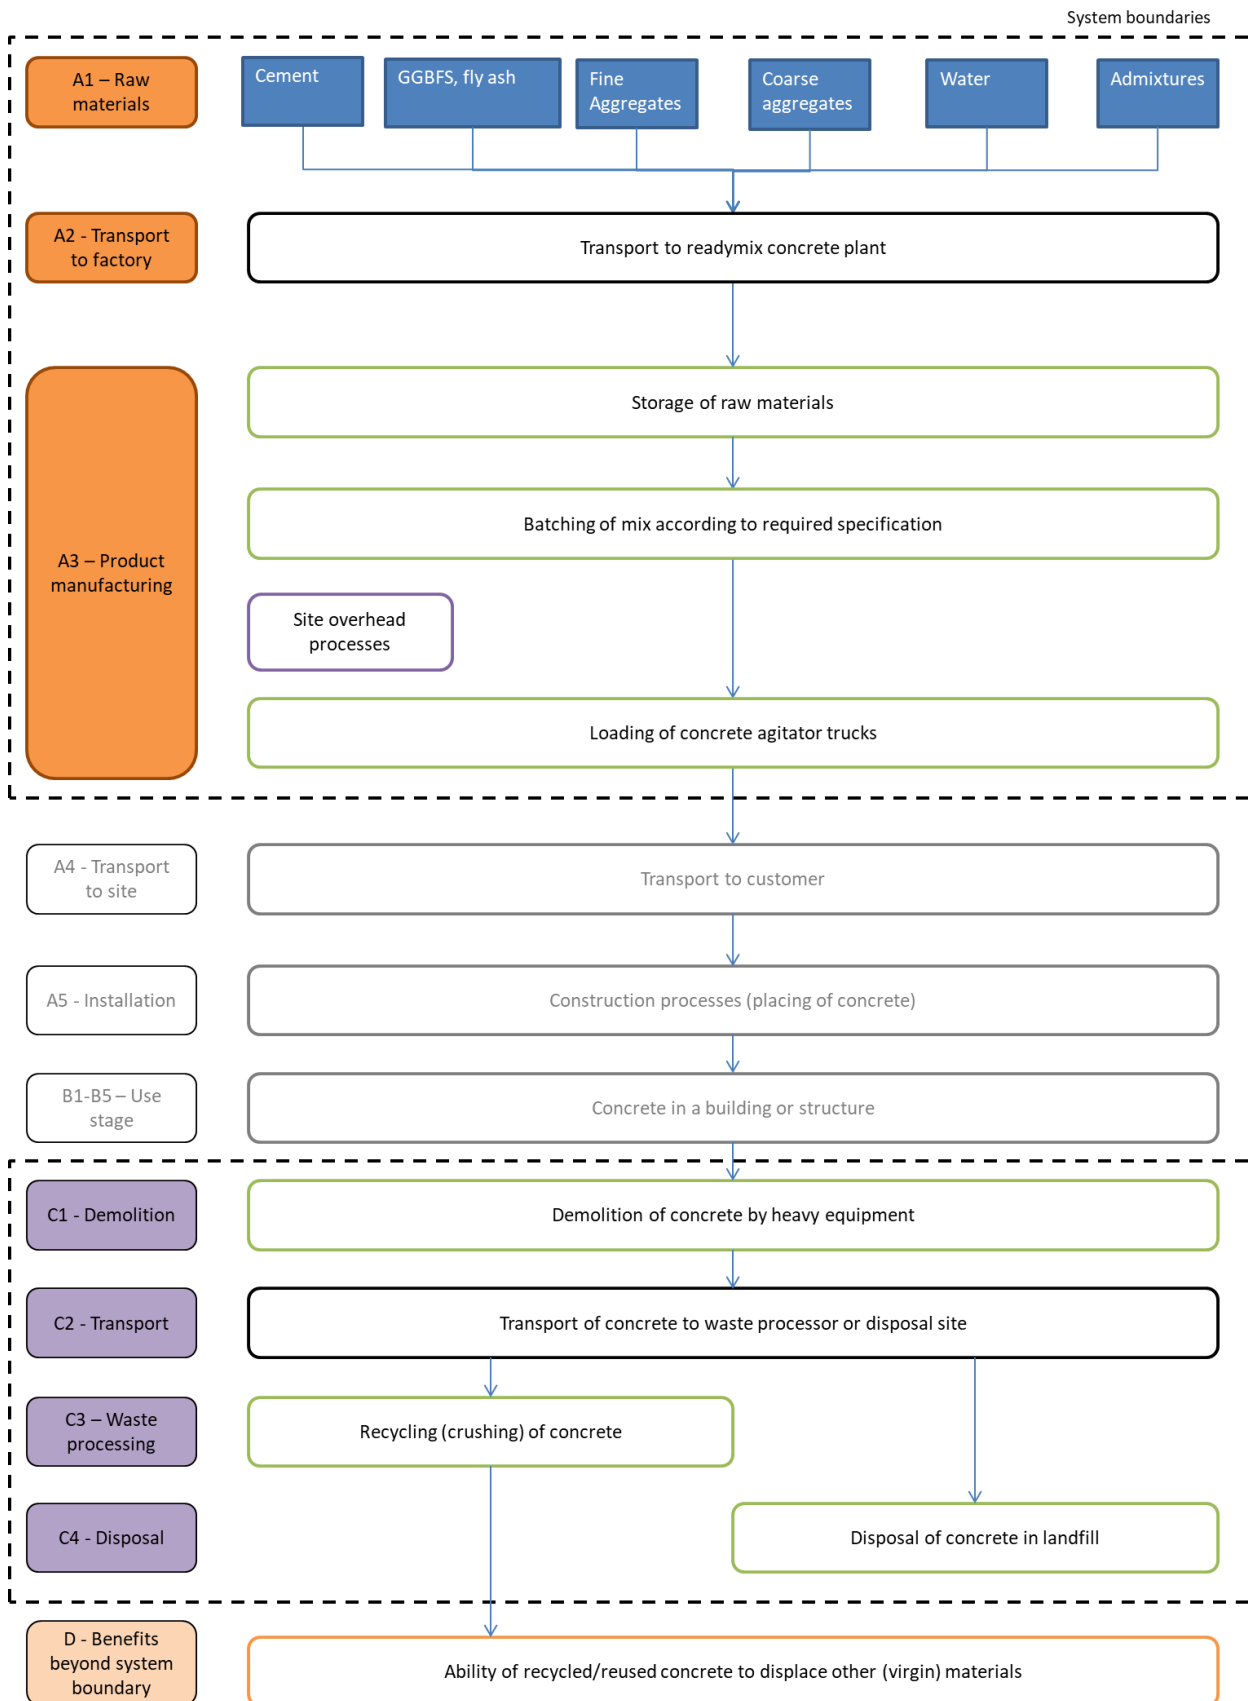 System boundaries
A1 – Raw
materials
Cement
GGBFS, fly ash
Fine
Aggregates
Coarse
aggregates
Water
Admixtures
A2 - Transport
to factory
Transport to readymix concrete plant
Storage of raw materials
Batching of mix according to required specification
A3 – Product
manufacturing
Site overhead
processes
Loading of concrete agitator trucks
A4 - Transport
to site
Transport to customer
A5 - Installation
Construction processes (placing of concrete)
B1-B5 – Use
stage
Concrete in a building or structure
C1 - Demolition
Demolition of concrete by heavy equipment
C2 - Transport
Transport of concrete to waste processor or disposal site
C3 – Waste
processing
Recycling (crushing) of concrete
C4 - Disposal
Disposal of concrete in landfill
D - Benefits
beyond system
boundary
Ability of recycled/reused concrete to displace other (virgin) materials